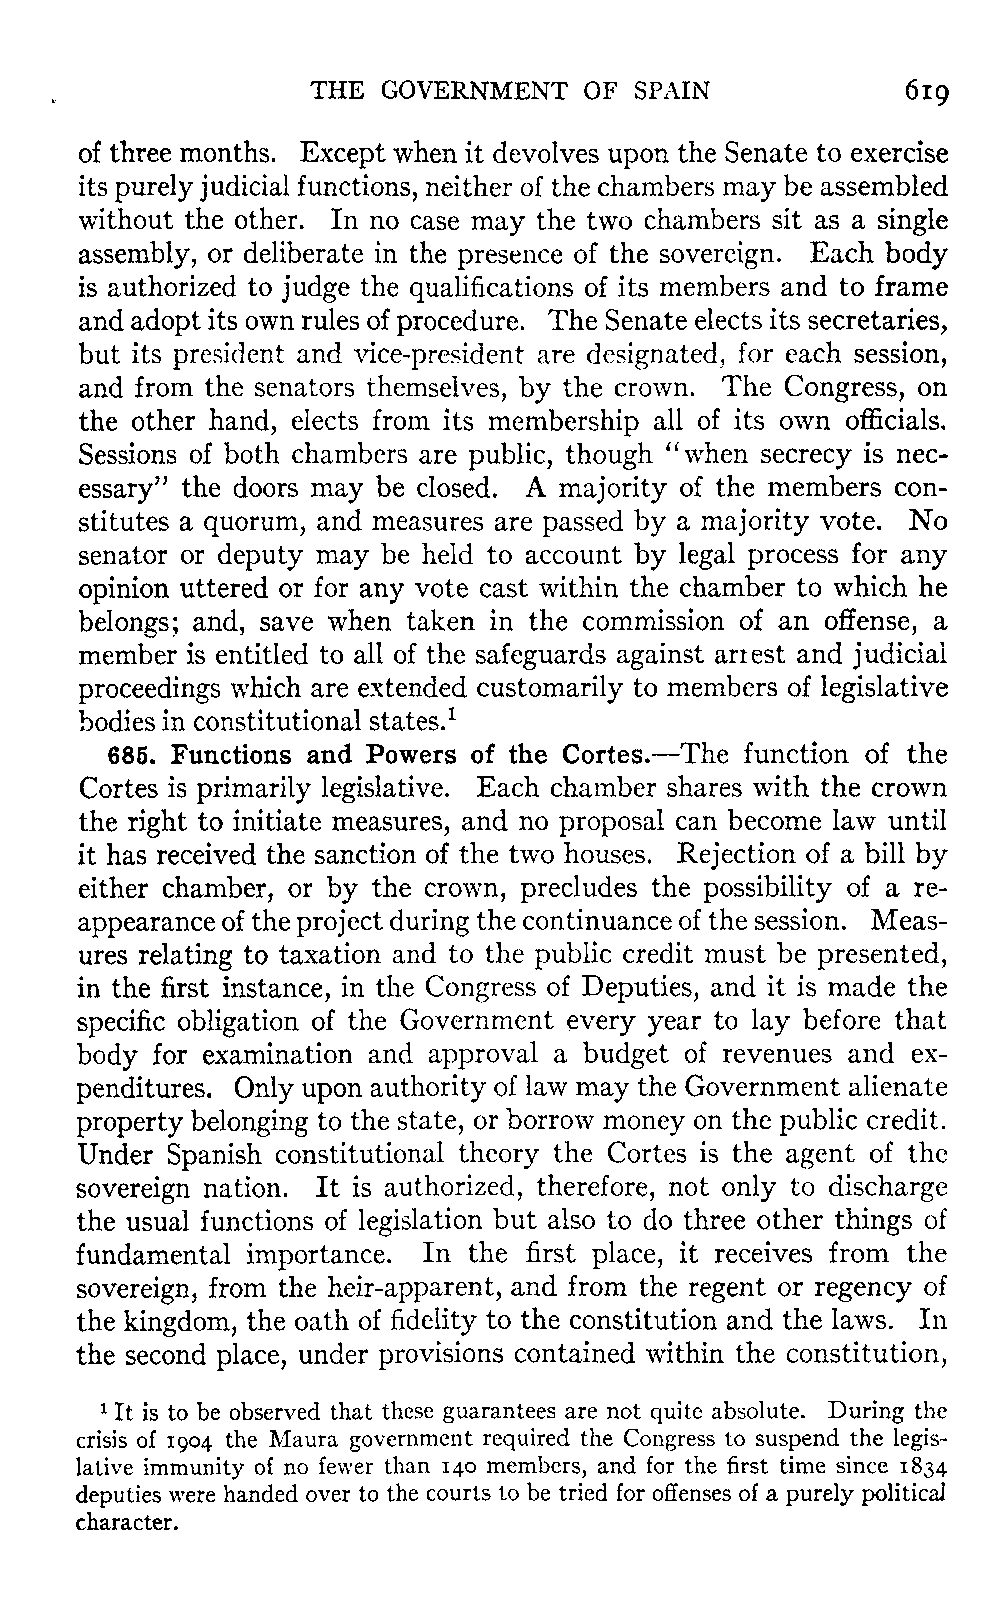 THE GOVERNMENT OF SPAIN 619
of three months. Except when it devolves upon the Senate to exercise
its purely judicial functions, neither of the chambers may be assembled
without the other. In no case may the two chambers sit as a single
assembly, or deliberate in the presence of the sovereign. Each body
is authorized to judge the qualifications of its members and to frame
and adopt its own rules of procedure. The Senate elects its secretaries,
but its president and vice-president are designated, for each session,
and from the senators themselves, by the crown. The Congress, on
the other hand, elects from its membership all of its own officials.
Sessions of both chambers are public, though "when secrecy is nec-
essary" the doors may be closed. A majority of the members con-
stitutes a quorum, and measures are passed by a majority vote. No
senator or deputy may be held to account by legal process for any
opinion uttered or for any vote cast within the chamber to which he
belongs; and, save when taken in the commission of an offense, a
member is entitled to all of the safeguards against arrest and judicial
proceedings which are extended customarily to members of legislative
bodies in constitutional states.¹
685. Functions and Powers of the Cortes.—The function of the
Cortes is primarily legislative. Each chamber shares with the crown
the right to initiate measures, and no proposal can become law until
it has received the sanction of the two houses. Rejection of a bill by
either chamber, or by the crown, precludes the possibility of a re-
appearance of the project during the continuance of the session. Meas-
ures relating to taxation and to the public credit must be presented,
in the first instance, in the Congress of Deputies, and it is made the
specific obligation of the Government every year to lay before that
body for examination and approval a budget of revenues and ex-
penditures. Only upon authority of law may the Government alienate
property belonging to the state, or borrow money on the public credit.
Under Spanish constitutional theory the Cortes is the agent of the
sovereign nation. It is authorized, therefore, not only to discharge
the usual functions of legislation but also to do three other things of
fundamental importance. In the first place, it receives from the
sovereign, from the heir-apparent, and from the regent or regency of
the kingdom, the oath of fidelity to the constitution and the laws. In
the second place, under provisions contained within the constitution,
¹ It is to be observed that these guarantees are not quite absolute. During the
crisis of 1904 the Maura government required the Congress to suspend the legis-
lative immunity of no fewer than 140 members, and for the first time since 1834
deputies were handed over to the courts to be tried for offenses of a purely political
character.